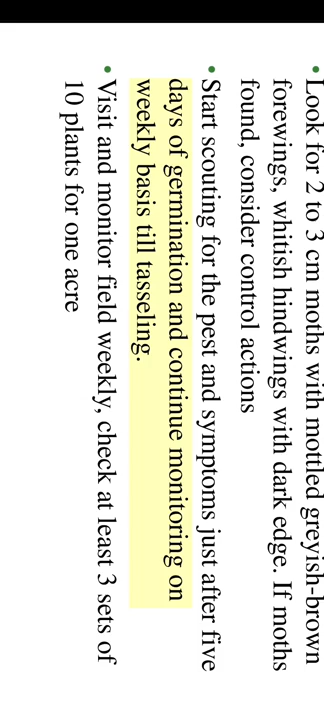 • Look for 2 to 3 cm moths with mottled greyish-brown
forewings, whitish hindwings with dark edge. If moths
found, consider control actions
• Start scouting for the pest and symptoms just after five
days of germination and continue monitoring on
weekly basis till tasseling.
• Visit and monitor field weekly, check at least 3 sets of
10 plants for one acre